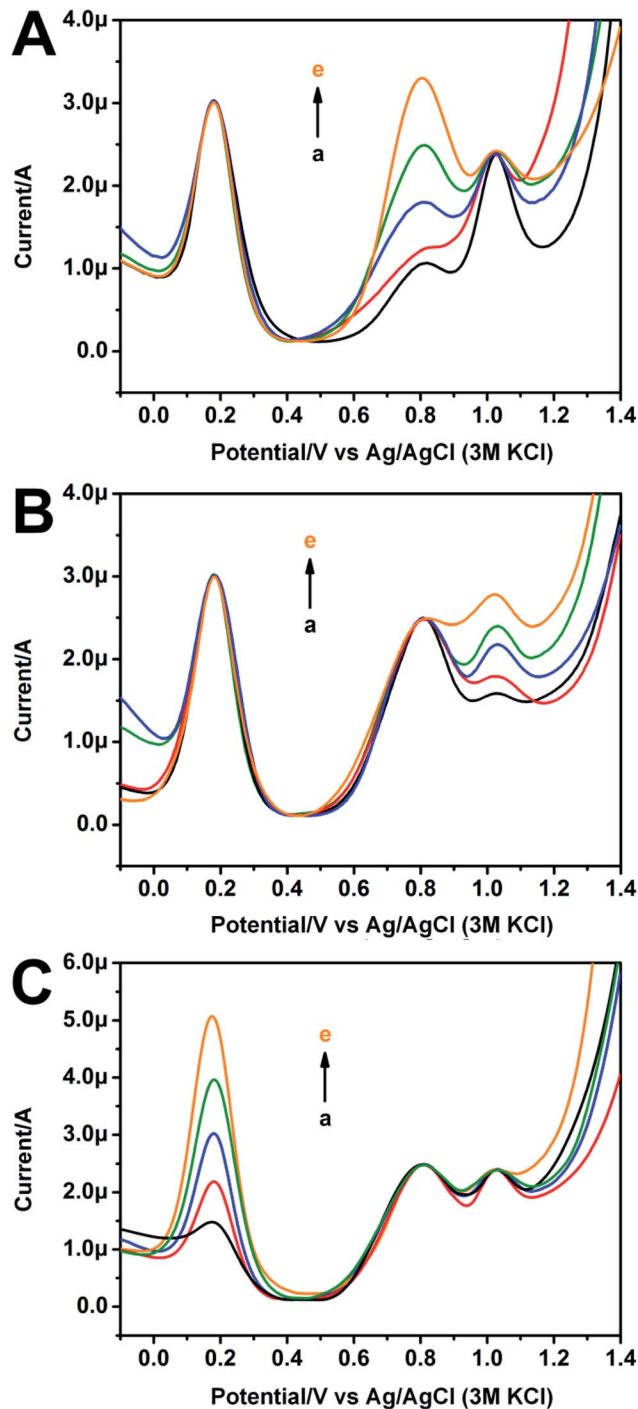 A
4.0µ
3.0µ
2.0µ
1.0µ
0.0
Current/A
e
a
0.0 0.2 0.4 0.6 0.8 1.0 1.2 1.4
Potential/V vs Ag/AgCl (3M KCl)
B
4.0µ
3.0µ
2.0µ
1.0µ
0.0
Current/A
e
a
0.0 0.2 0.4 0.6 0.8 1.0 1.2 1.4
Potential/V vs Ag/AgCl (3M KCl)
C
6.0µ
5.0µ
4.0µ
3.0µ
2.0µ
1.0µ
0.0
Current/A
e
a
0.0 0.2 0.4 0.6 0.8 1.0 1.2 1.4
Potential/V vs Ag/AgCl (3M KCl)